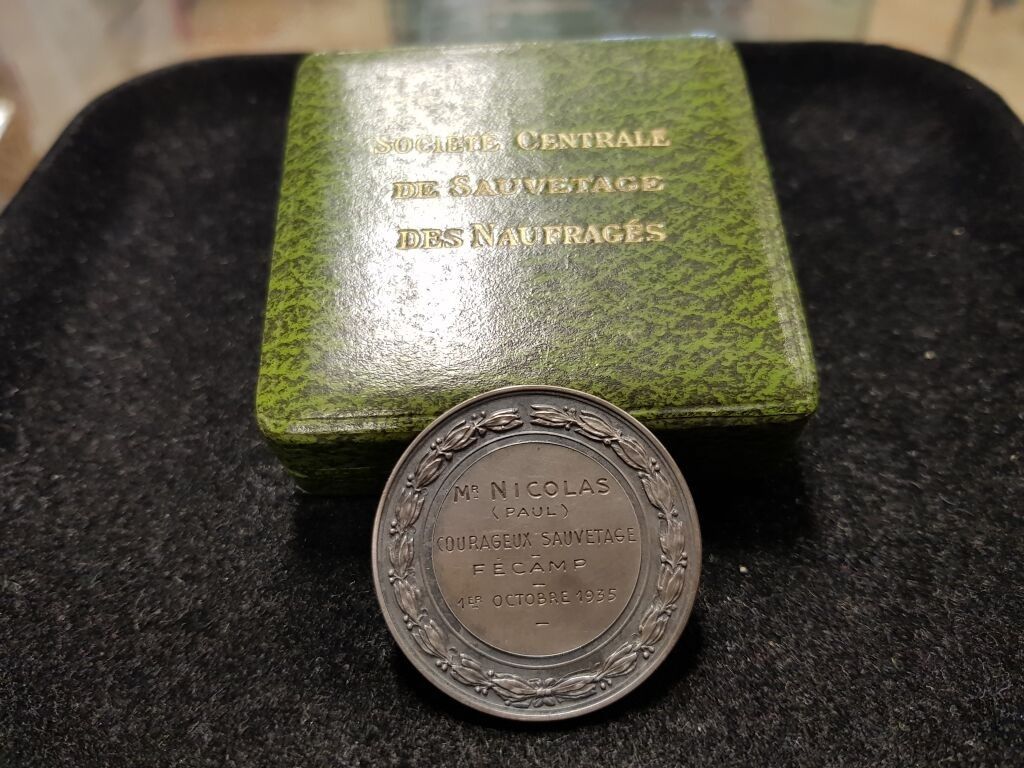 SOCIÉTÉ CENTRALE
DE SAUVETAGE
DES NAUFRAGÉS
MR NICOLAS
(PAUL)
COURAGEUX SAUVETAGE
FÉCAMP
1ER OCTOBRE 1935